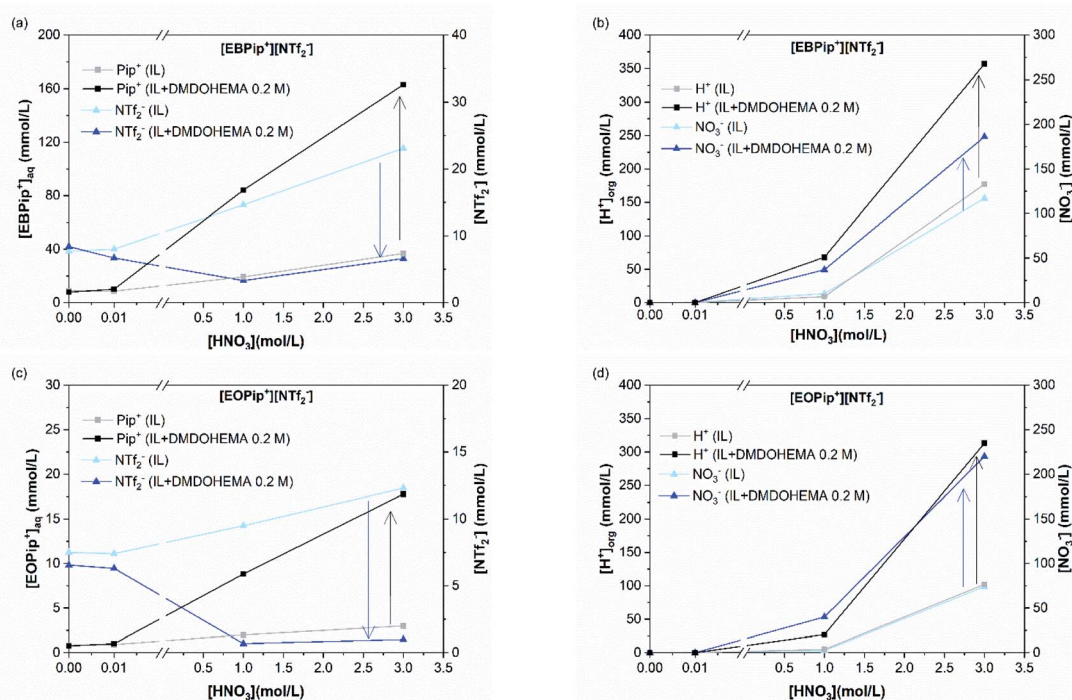 (a)
[EBPip⁺][NTf₂⁻]
Pip⁺ (IL)
Pip⁺ (IL+DMDOHEMA 0.2 M)
NTf₂⁻ (IL)
NTf₂⁻ (IL+DMDOHEMA 0.2 M)
[EBPip⁺]aq (mmol/L)
200
160
120
80
40
0
[NTf₂⁻] (mmol/L)
40
35
30
25
20
15
10
5
0
0.00 0.01 0.5 1.0 1.5 2.0 2.5 3.0 3.5
[HNO₃](mol/L)
(b)
[EBPip⁺][NTf₂⁻]
H⁺ (IL)
H⁺ (IL+DMDOHEMA 0.2 M)
NO₃⁻ (IL)
NO₃⁻ (IL+DMDOHEMA 0.2 M)
[H⁺]org (mmol/L)
400
350
300
250
200
150
100
50
0
[NO₃⁻] (mmol/L)
300
250
200
150
100
50
0
0.00 0.01 0.5 1.0 1.5 2.0 2.5 3.0 3.5
[HNO₃](mol/L)
(c)
[EOPip⁺][NTf₂⁻]
Pip⁺ (IL)
Pip⁺ (IL+DMDOHEMA 0.2 M)
NTf₂⁻ (IL)
NTf₂⁻ (IL+DMDOHEMA 0.2 M)
[EOPip⁺]aq (mmol/L)
30
25
20
15
10
5
0
[NTf₂⁻] (mmol/L)
20
15
10
5
0
0.00 0.01 0.5 1.0 1.5 2.0 2.5 3.0 3.5
[HNO₃](mol/L)
(d)
[EOPip⁺][NTf₂⁻]
H⁺ (IL)
H⁺ (IL+DMDOHEMA 0.2 M)
NO₃⁻ (IL)
NO₃⁻ (IL+DMDOHEMA 0.2 M)
[H⁺]org (mmol/L)
400
350
300
250
200
150
100
50
0
[NO₃⁻] (mmol/L)
300
250
200
150
100
50
0
0.00 0.01 0.5 1.0 1.5 2.0 2.5 3.0 3.5
[HNO₃](mol/L)